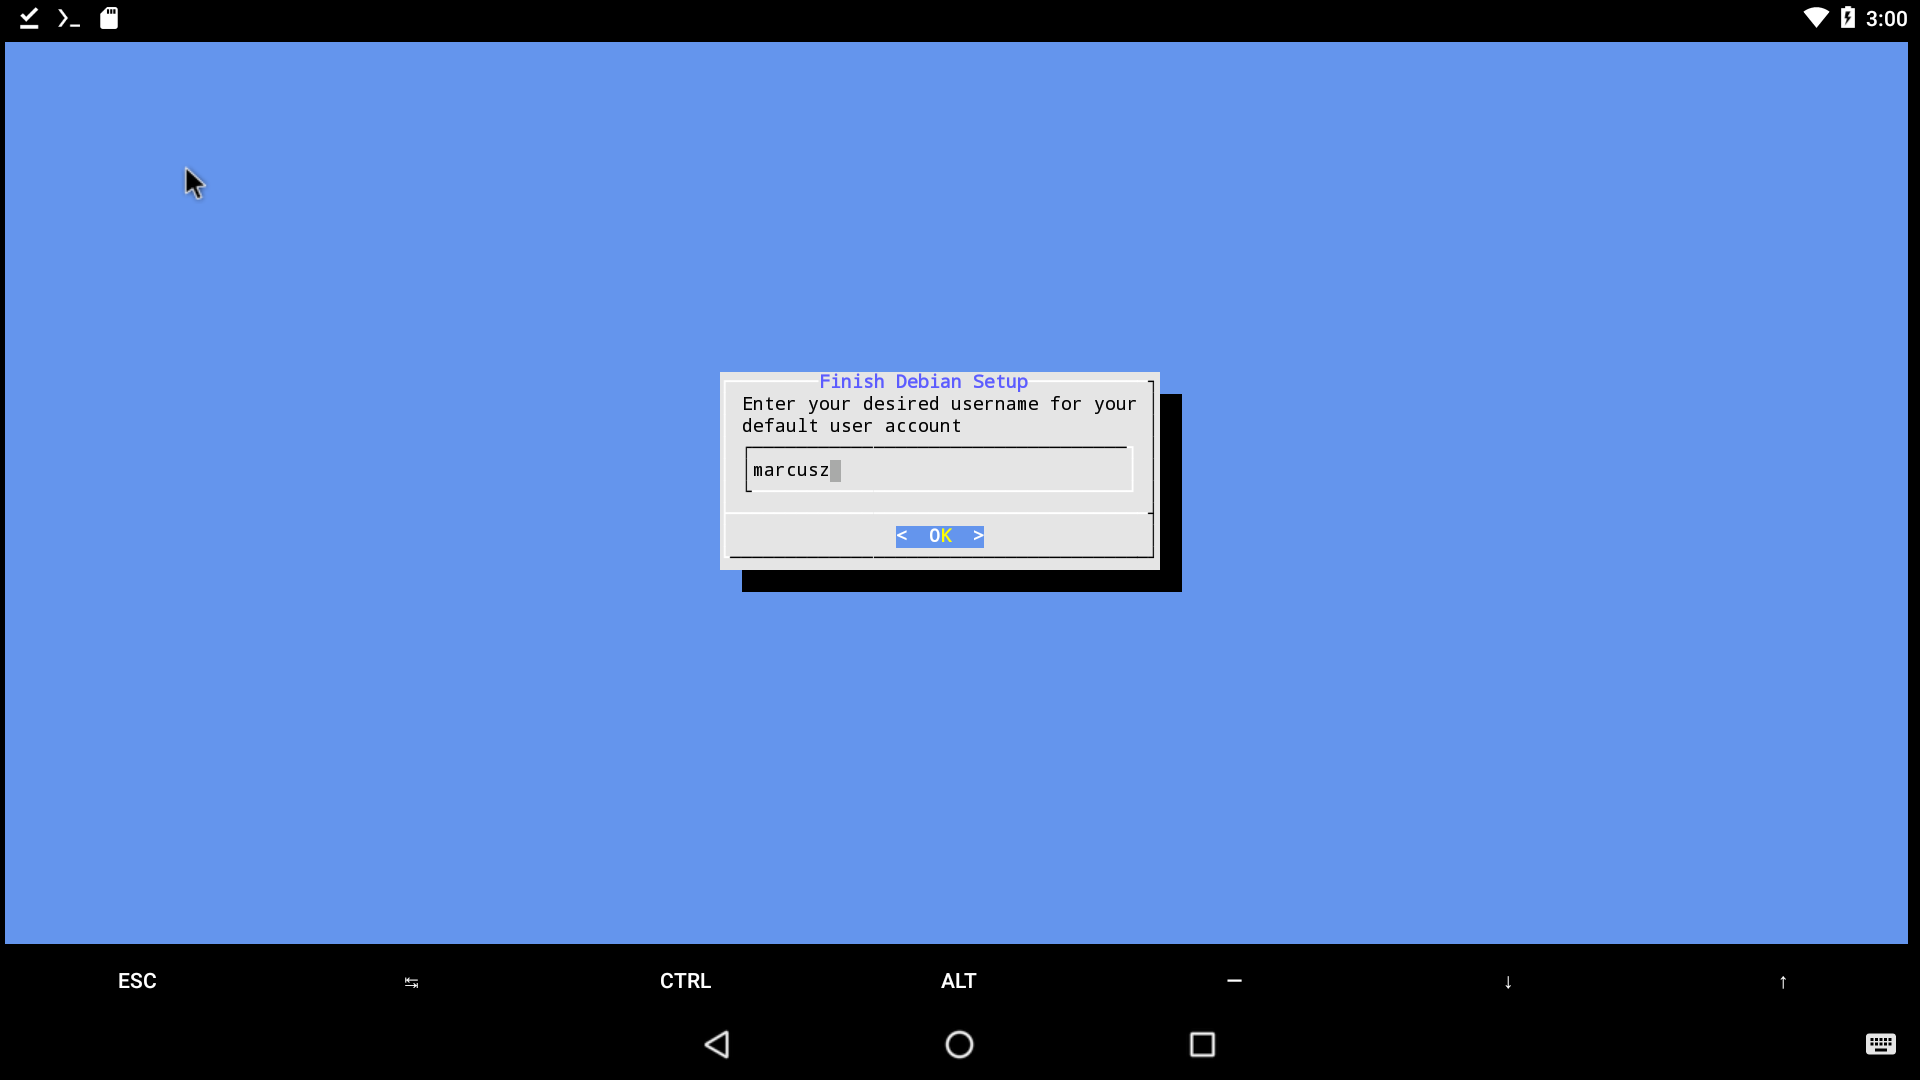 3:00
Finish Debian Setup
Enter your desired username for your
default user account
marcusz
< OK >
ESC ↹ CTRL ALT — ↓ ↑